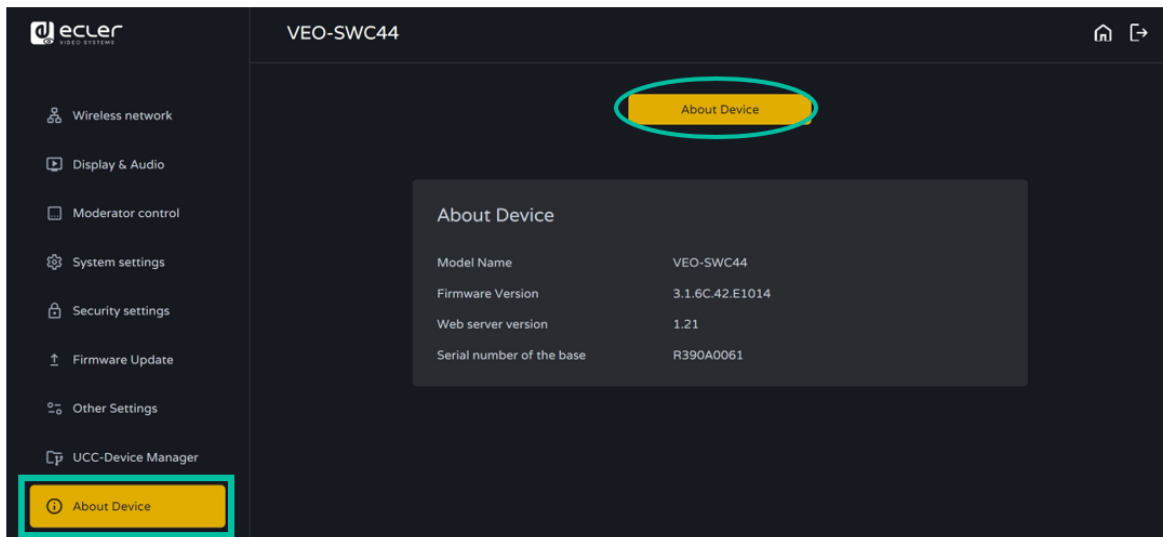 ecler
VIDEO SYSTEMS
VEO-SWC44
Wireless network
Display & Audio
Moderator control
System settings
Security settings
Firmware Update
Other Settings
UCC-Device Manager
About Device
About Device
About Device
Model Name VEO-SWC44
Firmware Version 3.1.6C.42.E1014
Web server version 1.21
Serial number of the base R390A0061